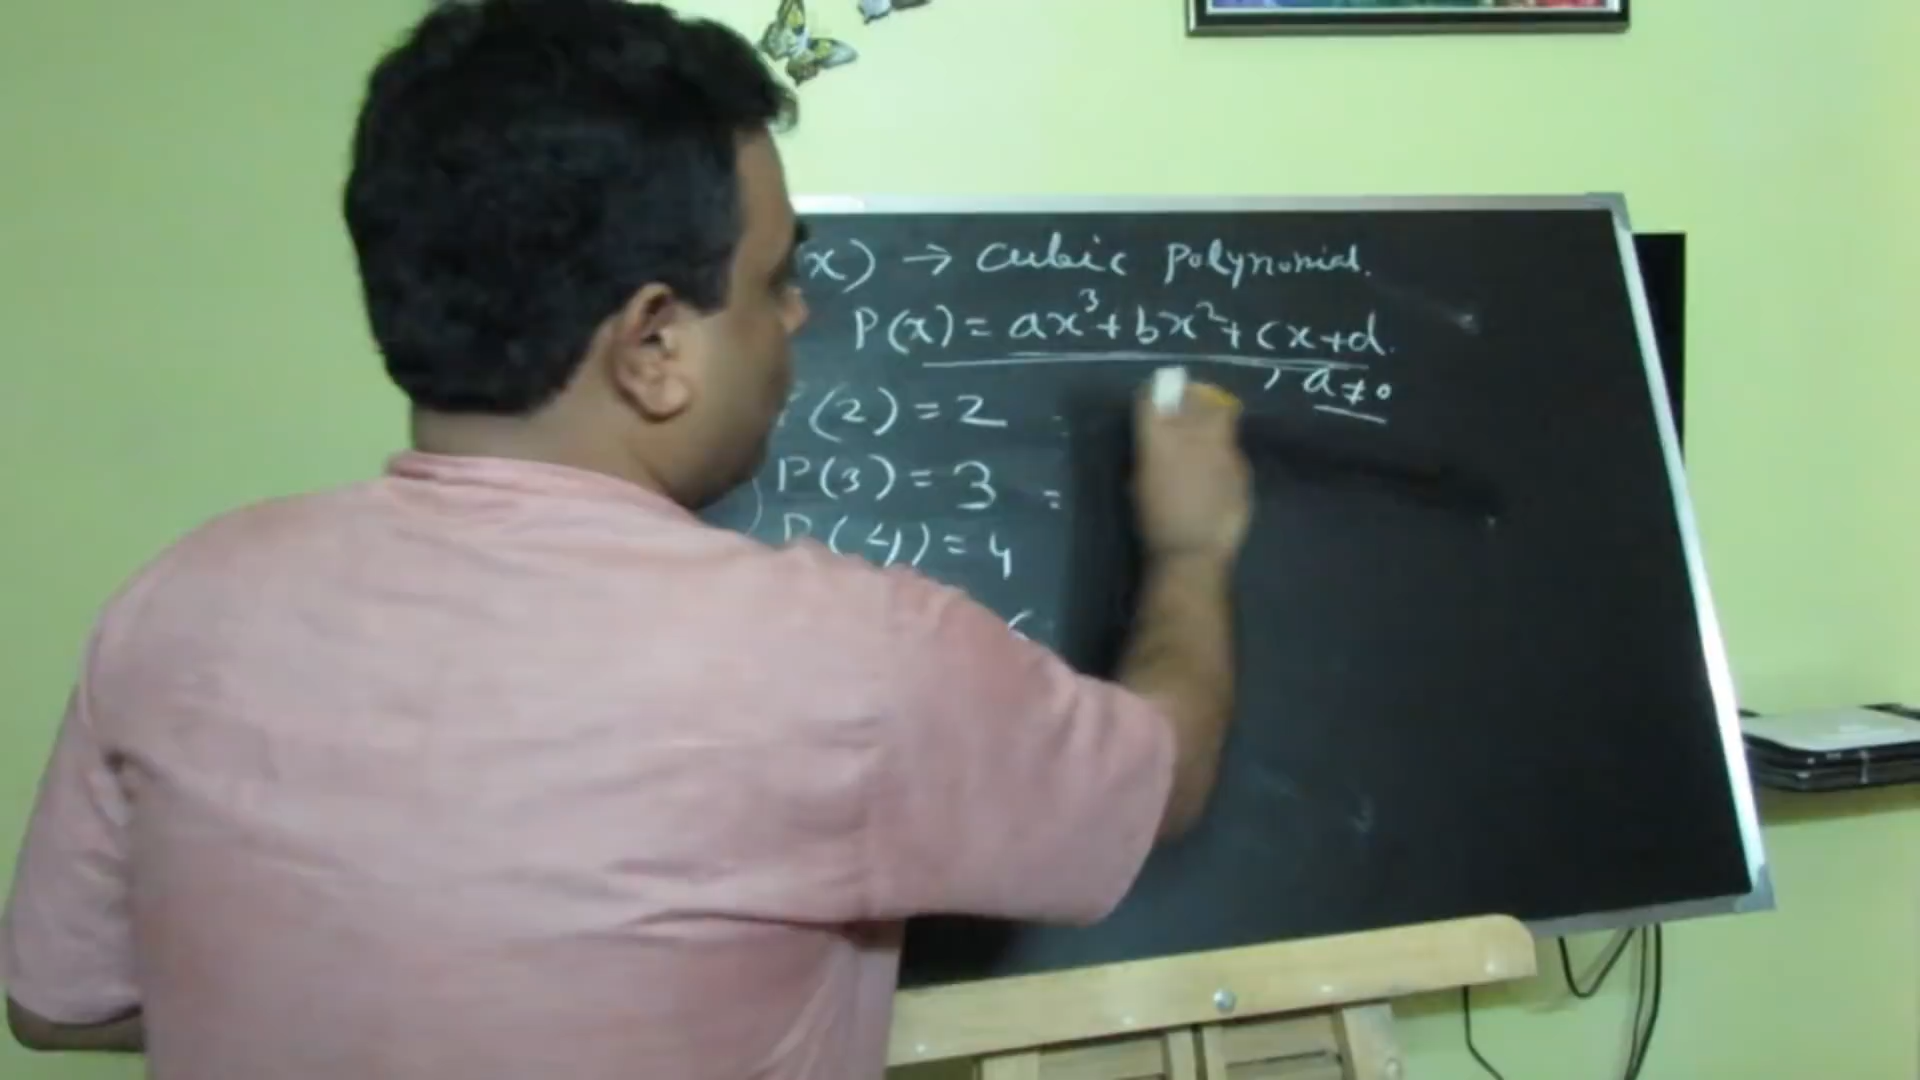 (x) → Cubic Polynomial.
P(x) = ax³ + bx² + cx + d.
, a ≠ 0
(2) = 2 =
P(3) = 3 =
P(4) = 4